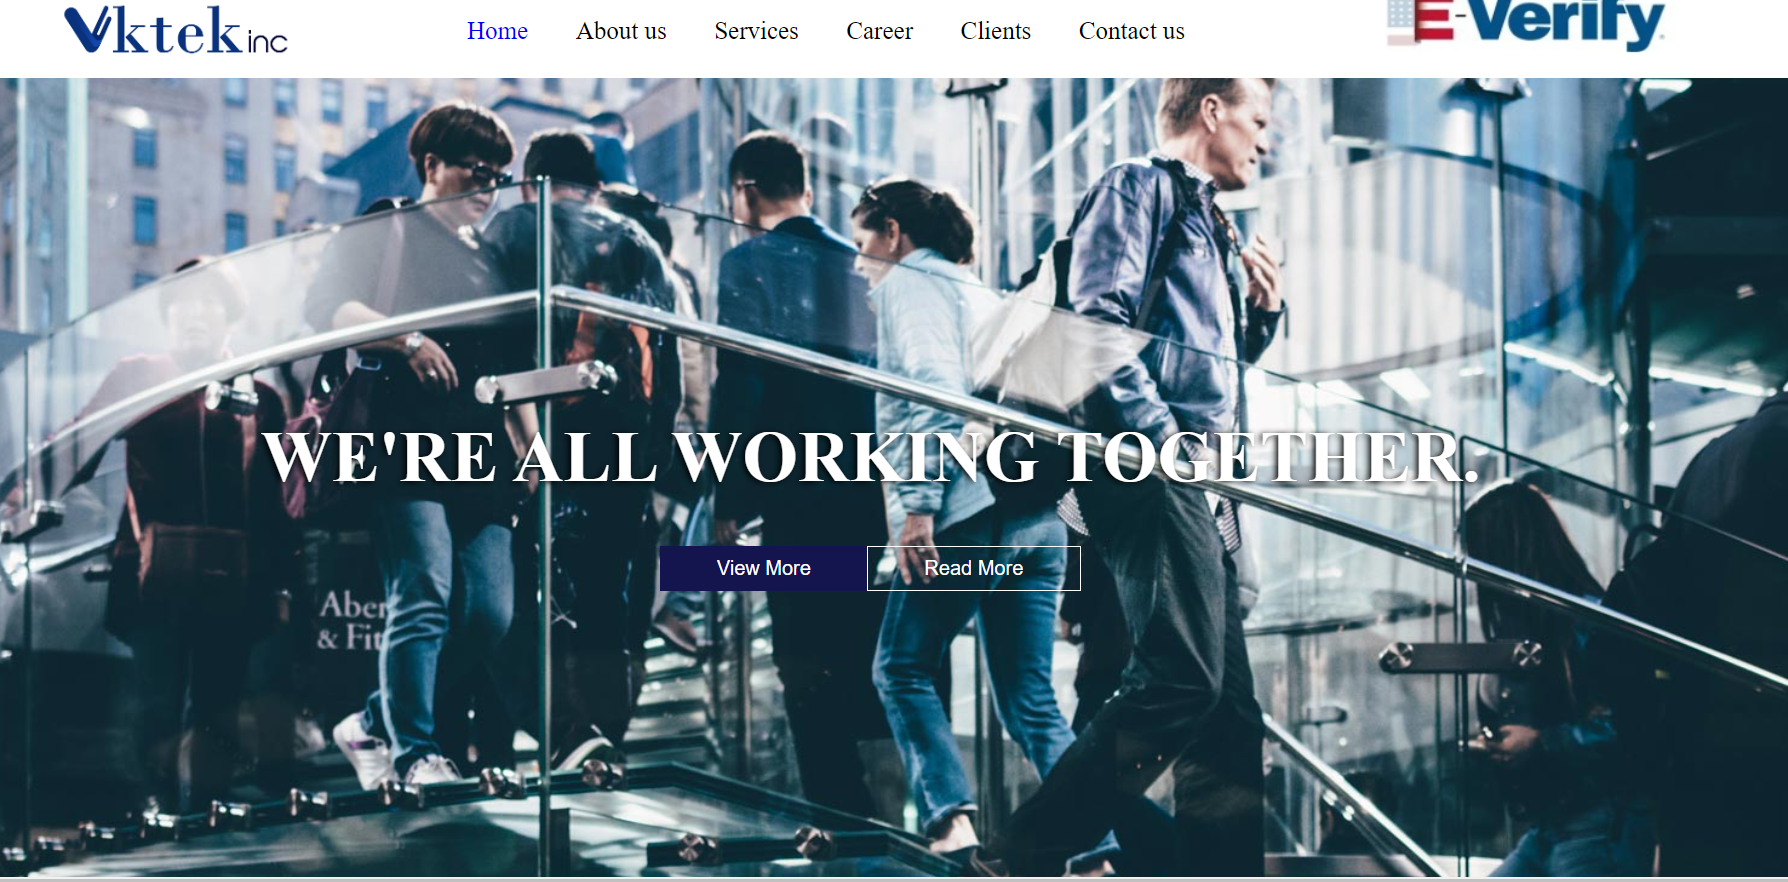 Vktek inc
Home About us Services Career Clients Contact us
E-Verify
WE'RE ALL WORKING TOGETHER.
View More Read More
Aber
& Fit